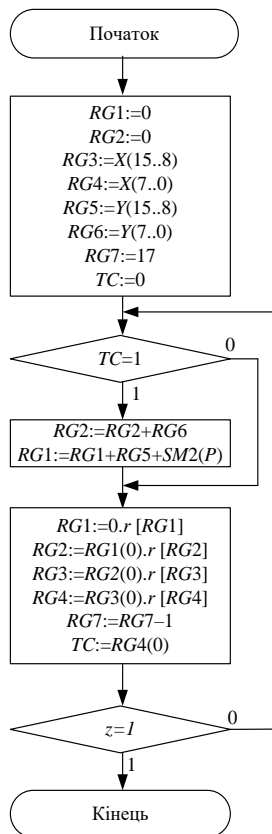 Початок
RG1:=0
RG2:=0
RG3:=X(15..8)
RG4:=X(7..0)
RG5:=Y(15..8)
RG6:=Y(7..0)
RG7:=17
TC:=0
TC=1
0
1
RG2:=RG2+RG6
RG1:=RG1+RG5+SM2(P)
RG1:=0.r [RG1]
RG2:=RG1(0).r [RG2]
RG3:=RG2(0).r [RG3]
RG4:=RG3(0).r [RG4]
RG7:=RG7–1
TC:=RG4(0)
z=1
0
1
Кінець